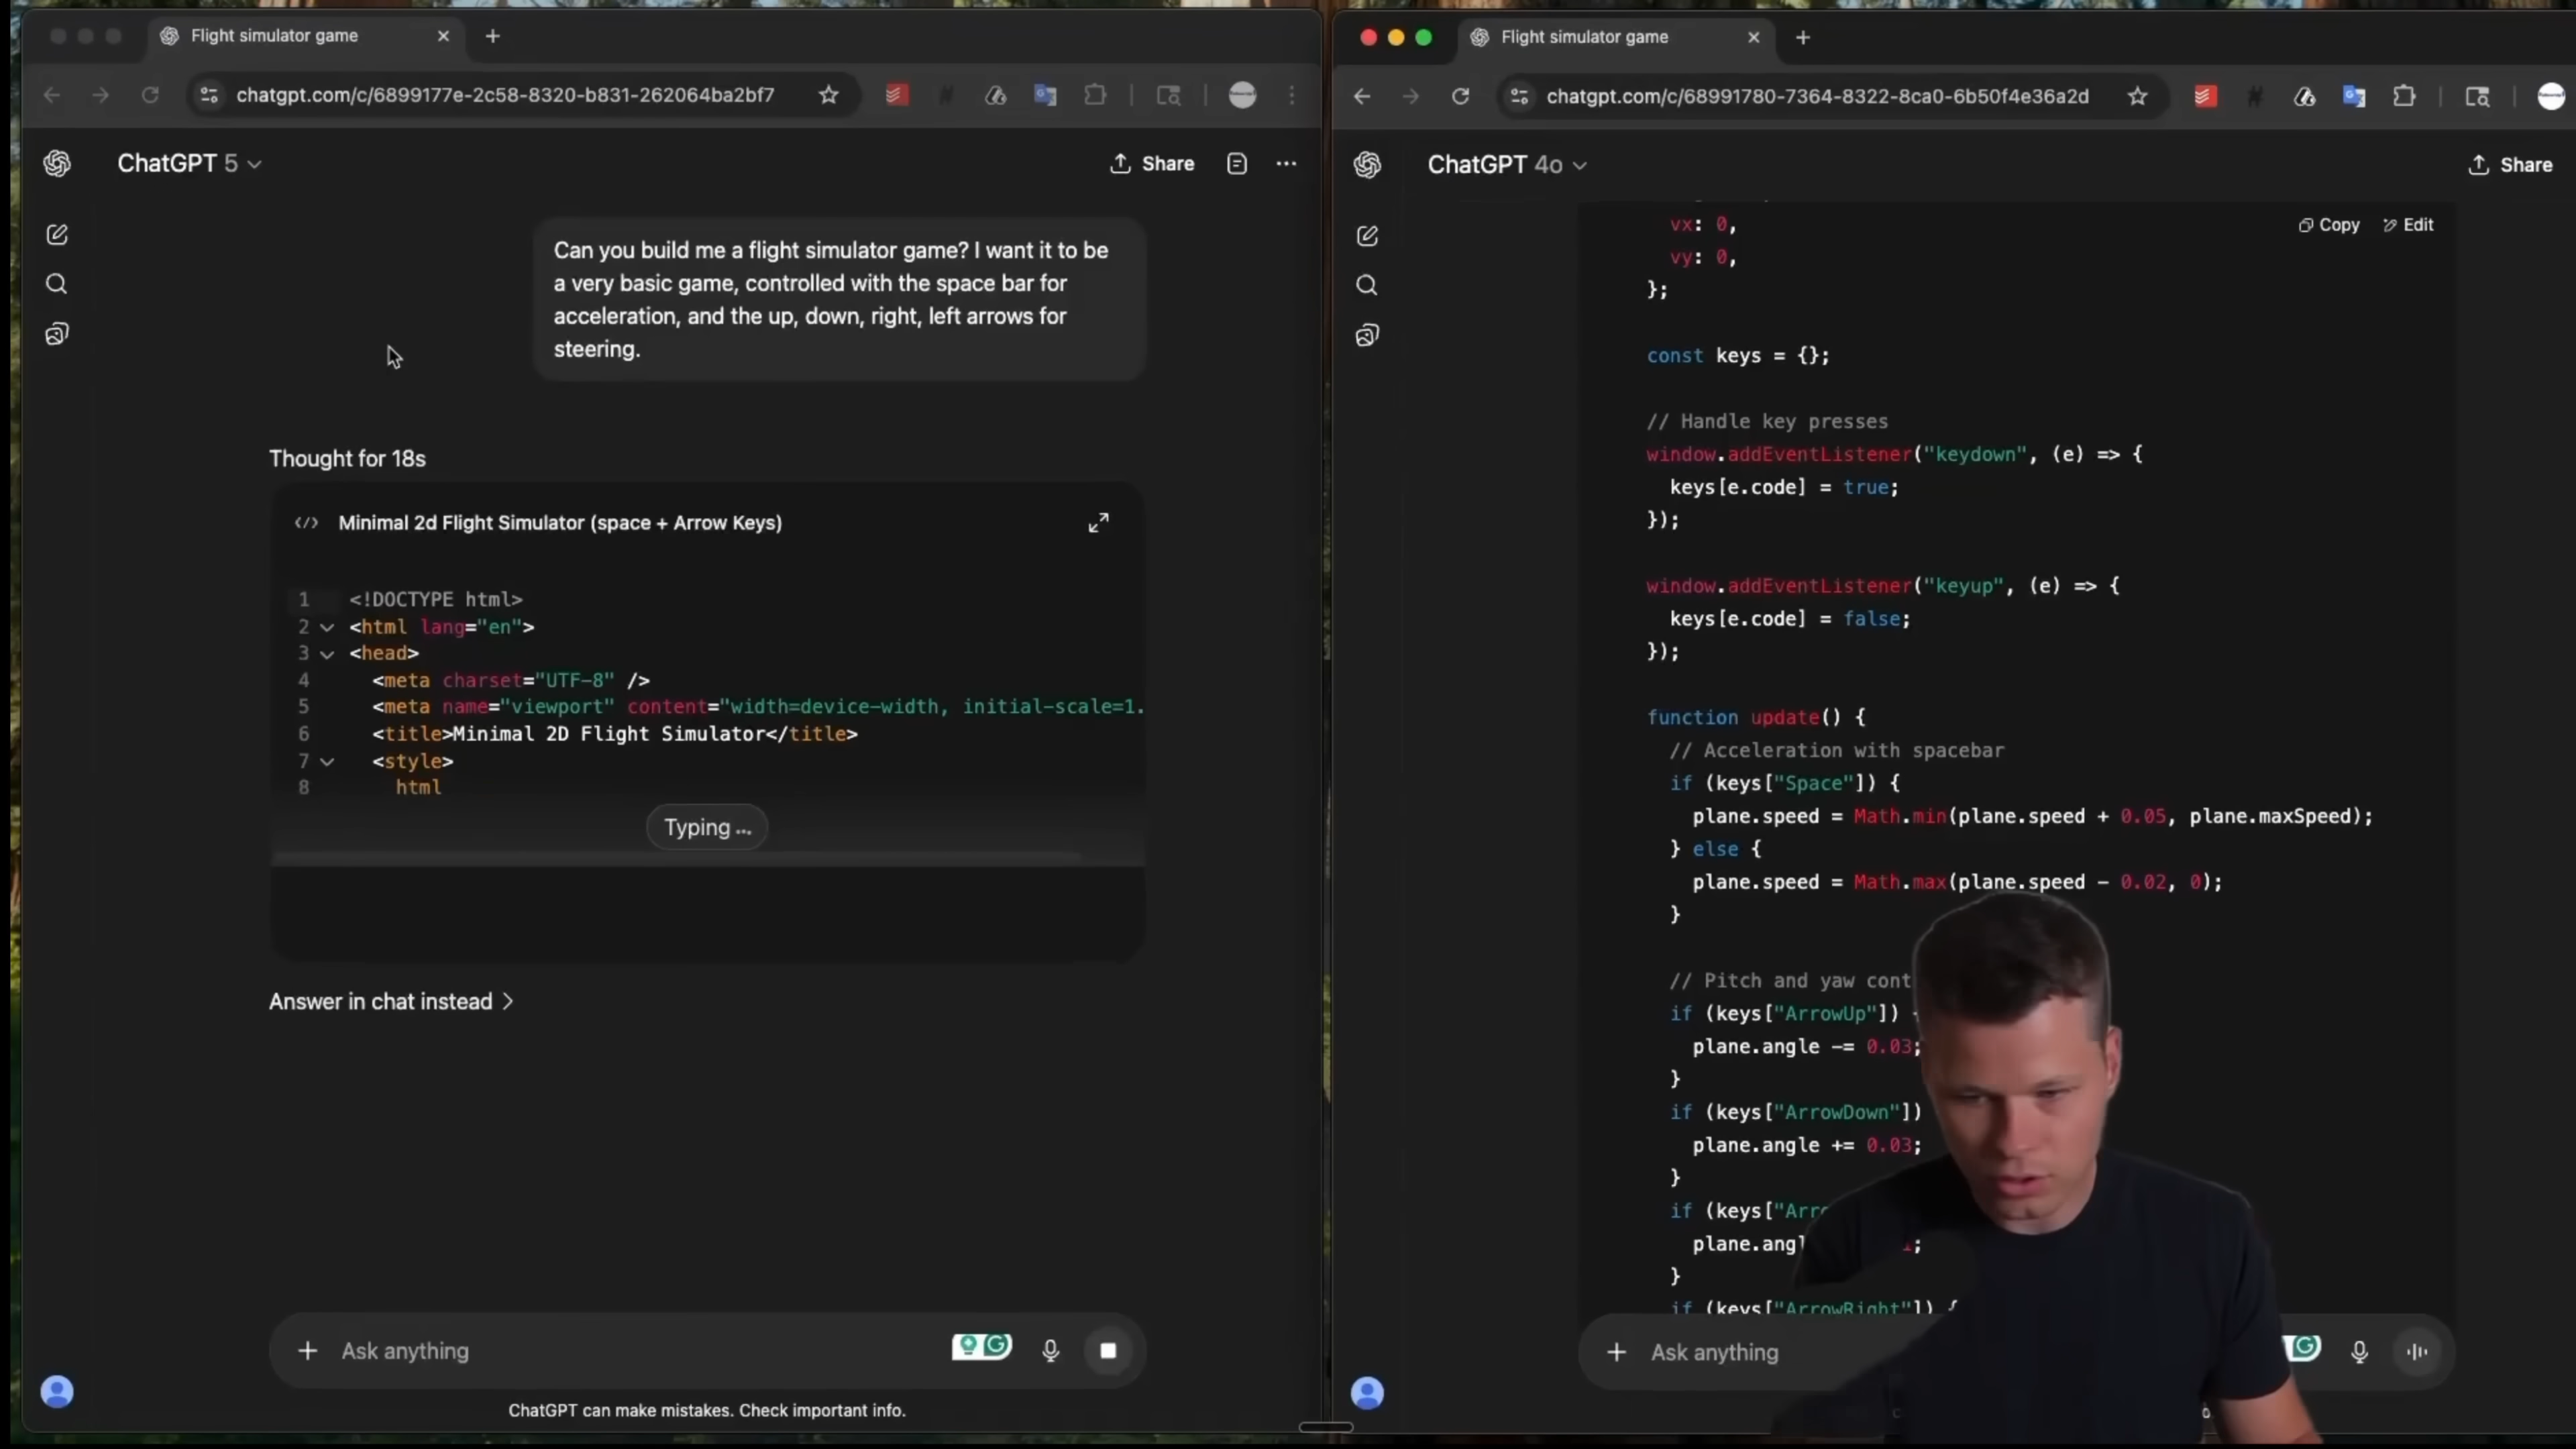 Flight simulator game
chatgpt.com/c/6899177e-2c58-8320-b831-262064ba2bf7
ChatGPT 5
Share
Can you build me a flight simulator game? I want it to be
a very basic game, controlled with the space bar for
acceleration, and the up, down, right, left arrows for
steering.
Thought for 18s
Minimal 2d Flight Simulator (space + Arrow Keys)
1 <!DOCTYPE html>
2 <html lang="en">
3 <head>
4 <meta charset="UTF-8" />
5 <meta name="viewport" content="width=device-width, initial-scale=1.
6 <title>Minimal 2D Flight Simulator</title>
7 <style>
8 html
Typing ...
Answer in chat instead >
Ask anything
ChatGPT can make mistakes. Check important info.
Flight simulator game
chatgpt.com/c/68991780-7364-8322-8ca0-6b50f4e36a2d
ChatGPT 4o
Share
Copy Edit
vx: 0,
vy: 0,
};
const keys = {};
// Handle key presses
window.addEventListener("keydown", (e) => {
keys[e.code] = true;
});
window.addEventListener("keyup", (e) => {
keys[e.code] = false;
});
function update() {
// Acceleration with spacebar
if (keys["Space"]) {
plane.speed = Math.min(plane.speed + 0.05, plane.maxSpeed);
} else {
plane.speed = Math.max(plane.speed - 0.02, 0);
}
// Pitch and yaw cont
if (keys["ArrowUp"])
plane.angle -= 0.03;
}
if (keys["ArrowDown"])
plane.angle += 0.03;
}
if (keys["Arr
plane.angl
}
if (keys["ArrowRight"]) {
Ask anything